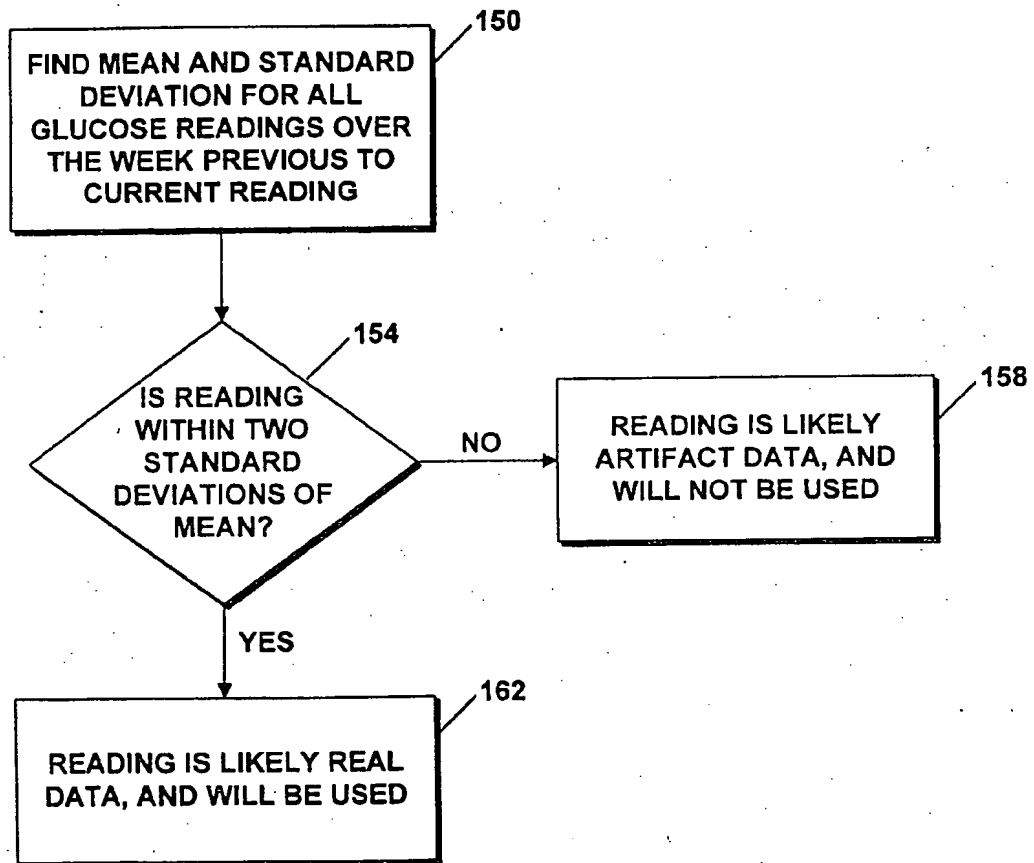 150
FIND MEAN AND STANDARD
DEVIATION FOR ALL
GLUCOSE READINGS OVER
THE WEEK PREVIOUS TO
CURRENT READING
154
IS READING
WITHIN TWO
STANDARD
DEVIATIONS OF
MEAN?
NO
158
READING IS LIKELY
ARTIFACT DATA, AND
WILL NOT BE USED
YES
162
READING IS LIKELY REAL
DATA, AND WILL BE USED